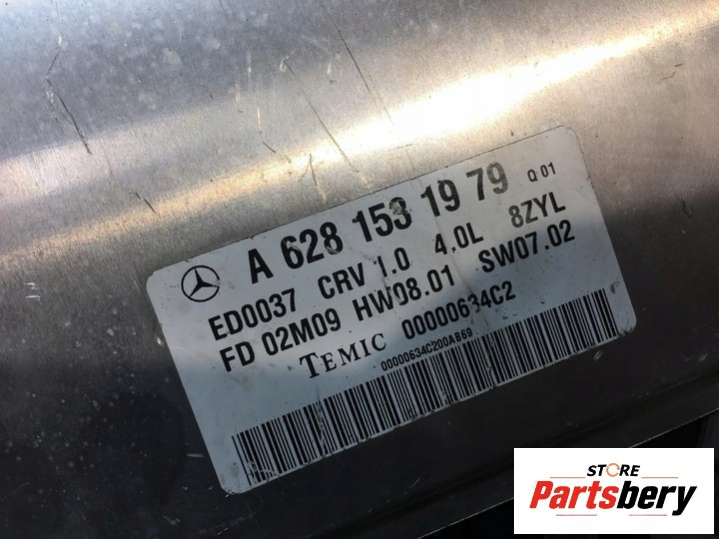 A 628 153 19 79 Q 01
ED0037 CRV 1.0 4.0L 8ZYL
FD 02M09 HW08.01 SW07.02
TEMIC 00000634C2
00000634C200AB69
STORE
Partsbery